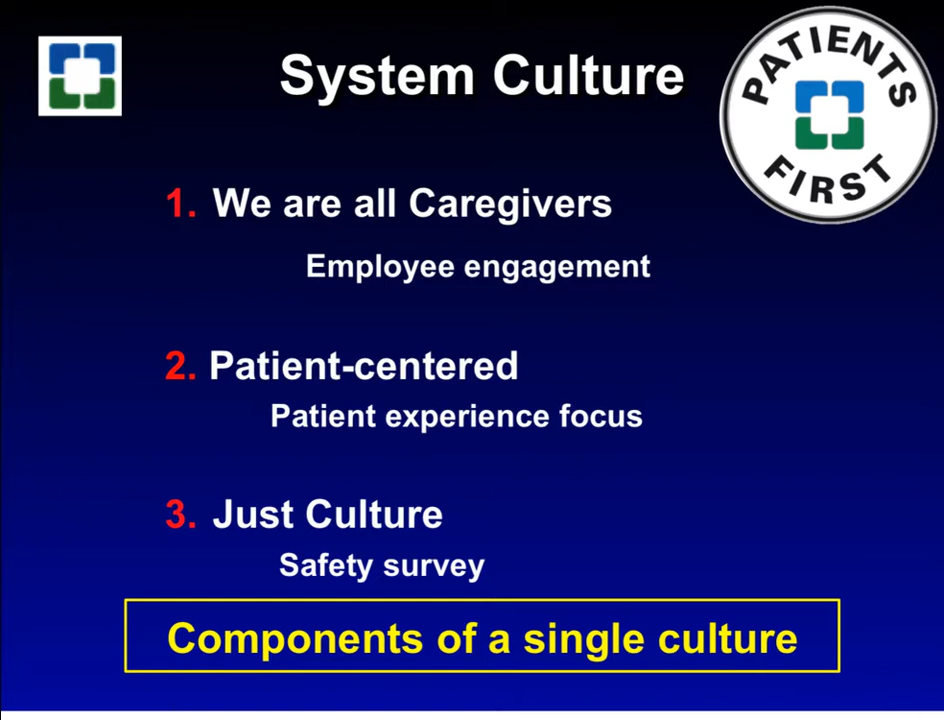 System Culture
PATIENTS
FIRST
1. We are all Caregivers
Employee engagement
2. Patient-centered
Patient experience focus
3. Just Culture
Safety survey
Components of a single culture